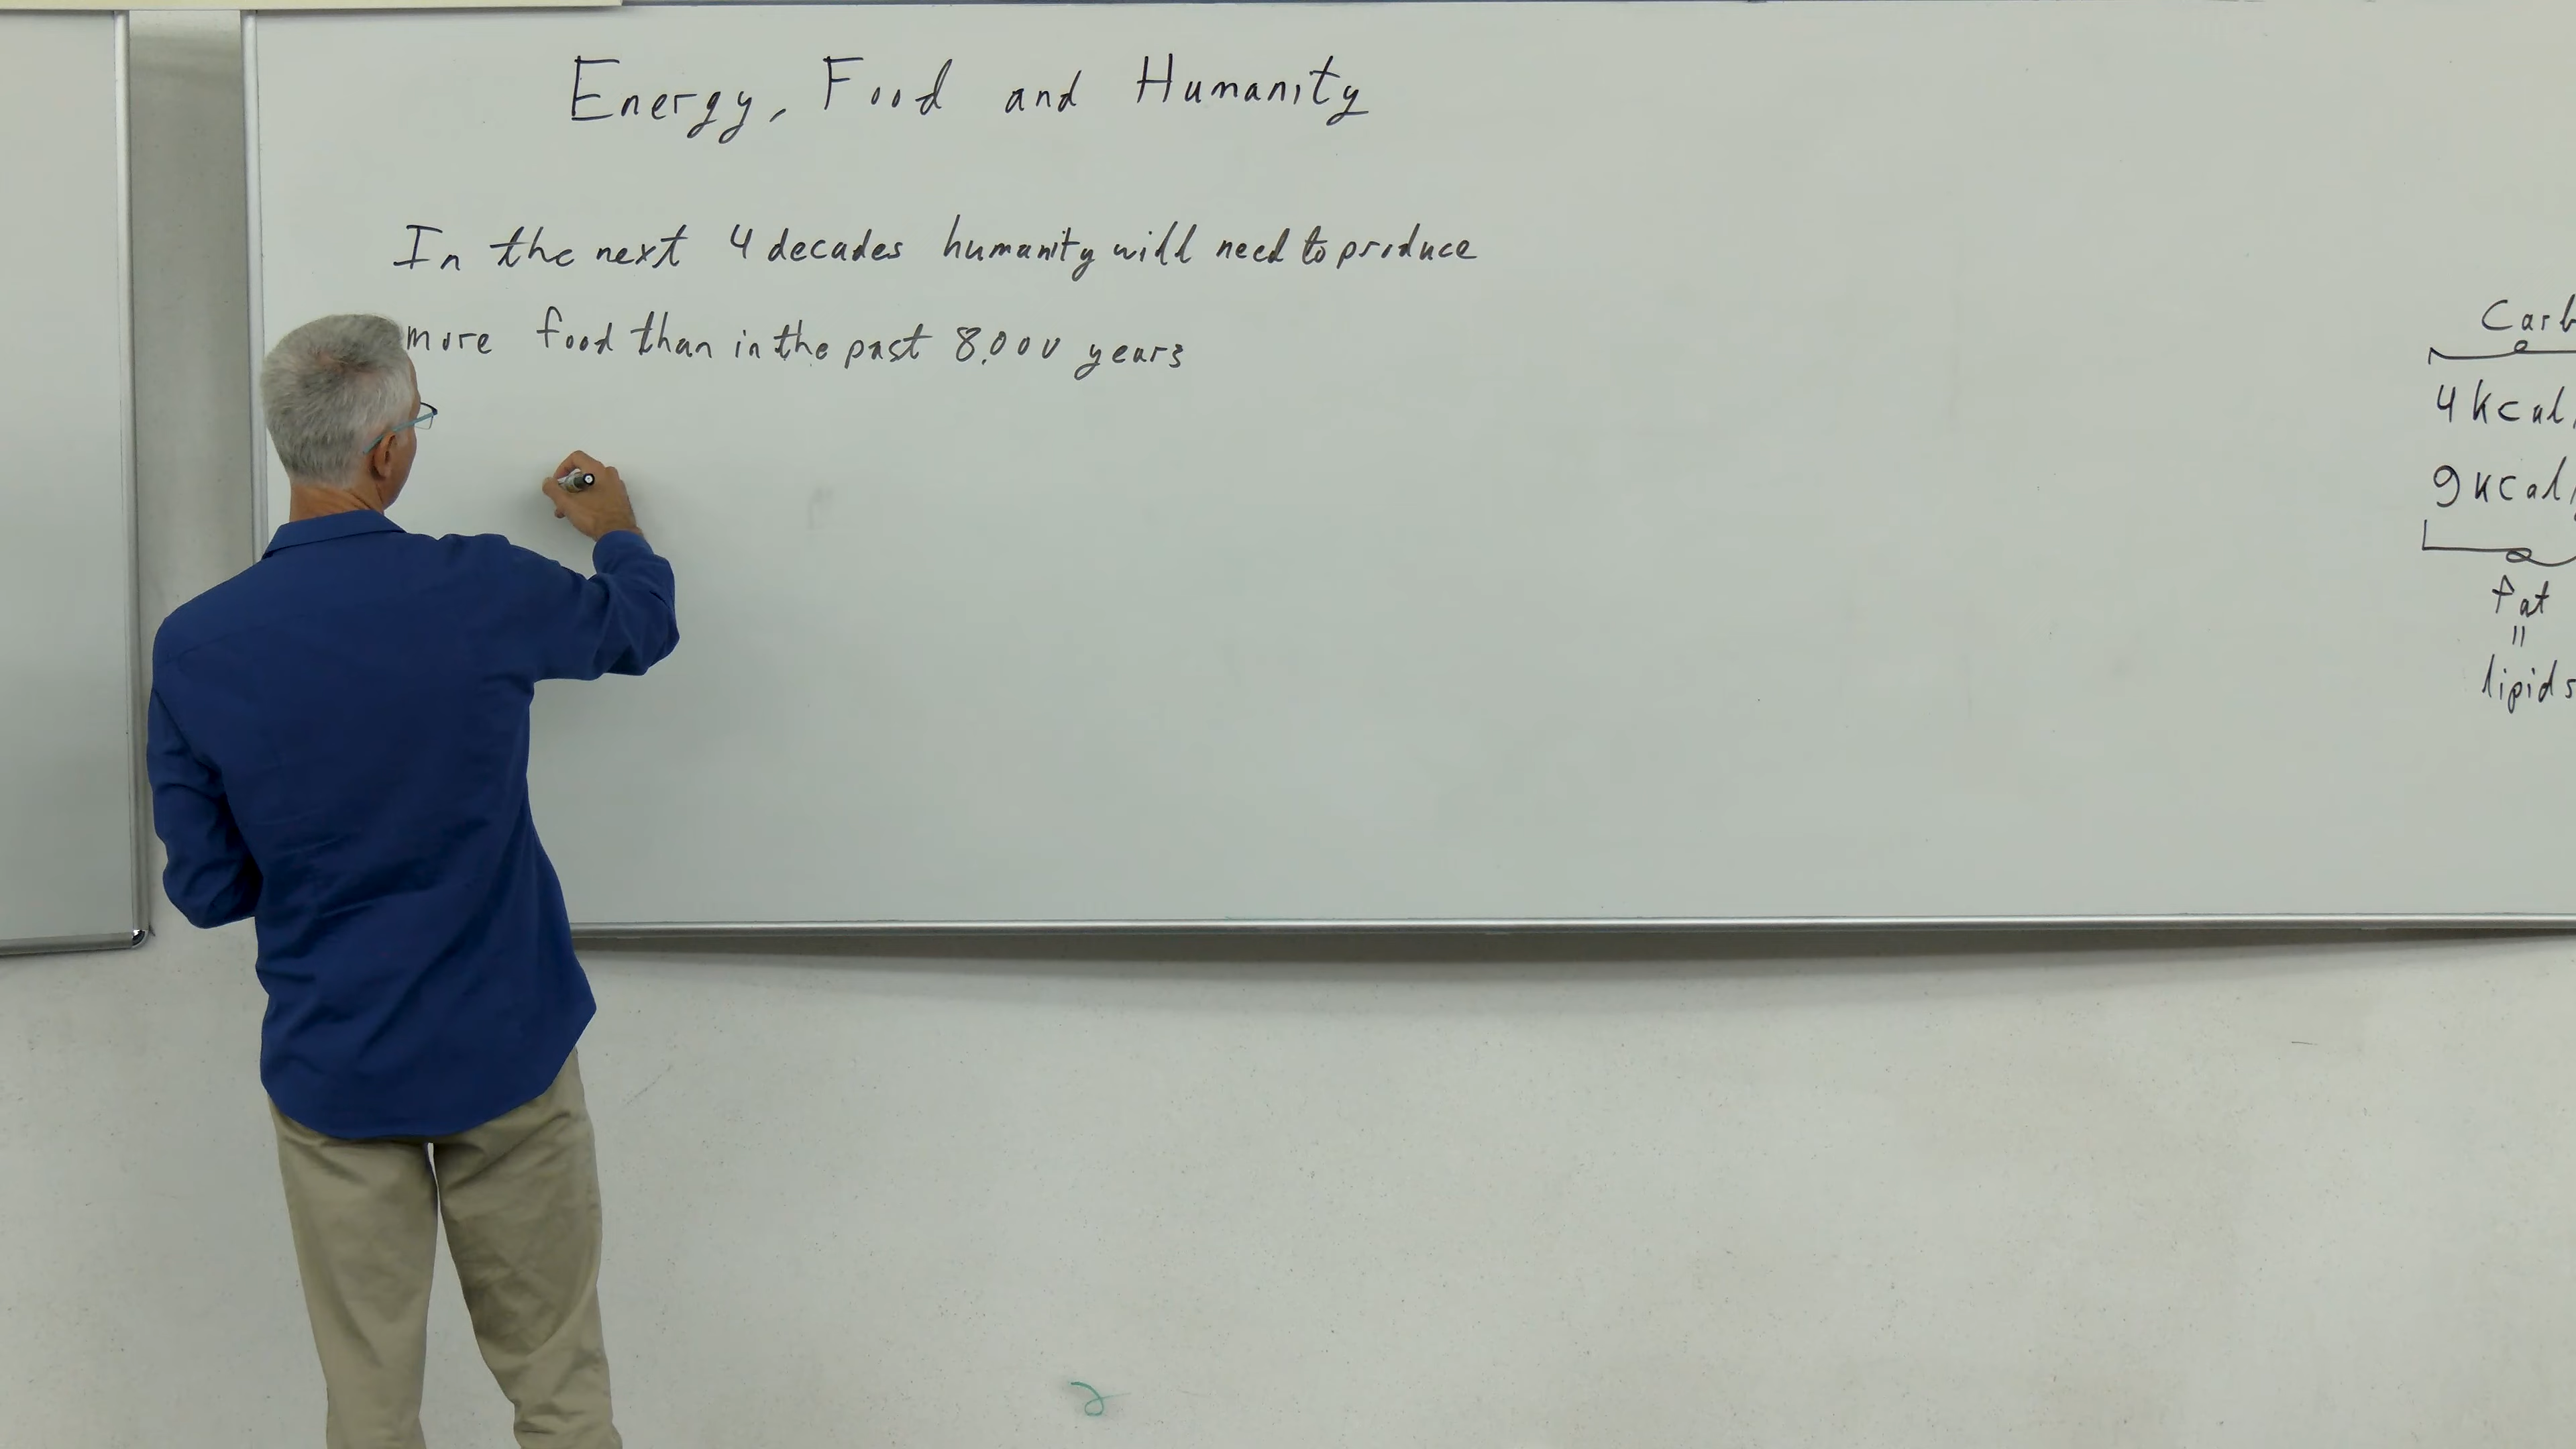 Energy, Food and Humanity
In the next 4 decades humanity will need to produce
more food than in the past 8,000 years
Carb
4 kcal/
9 kcal/
fat
=
lipids